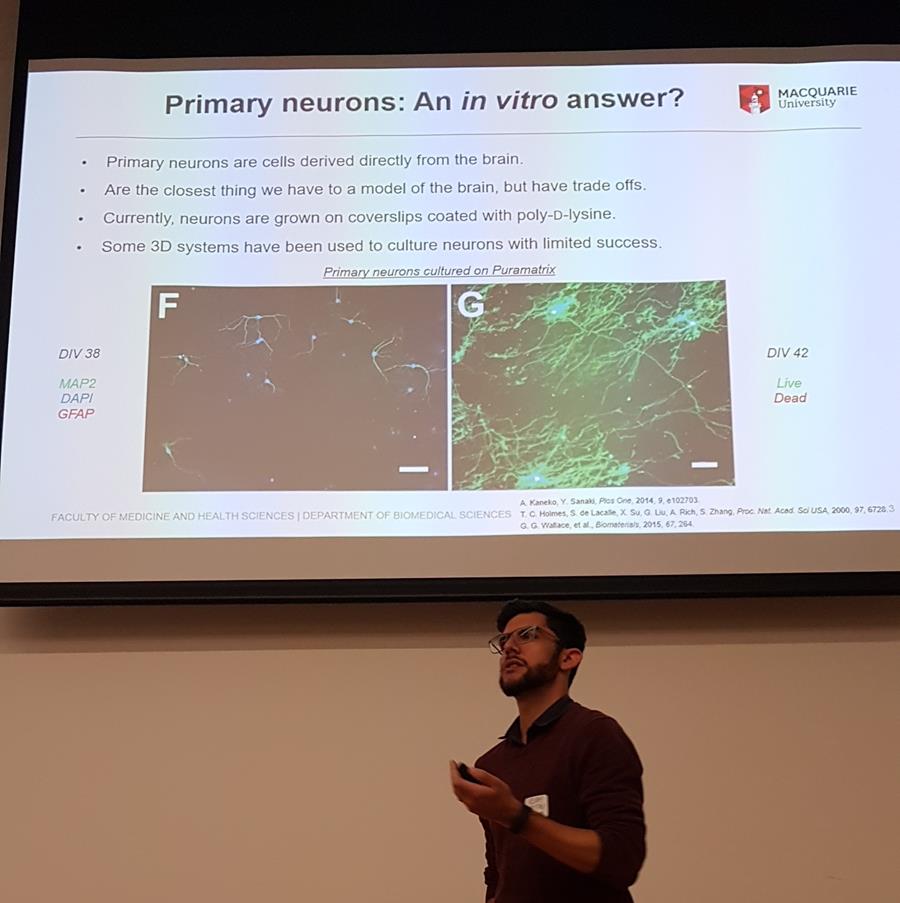 Primary neurons: An in vitro answer?
MACQUARIE
University
• Primary neurons are cells derived directly from the brain.
• Are the closest thing we have to a model of the brain, but have trade offs.
• Currently, neurons are grown on coverslips coated with poly-D-lysine.
• Some 3D systems have been used to culture neurons with limited success.
Primary neurons cultured on Puramatrix
F
G
DIV 38
MAP2
DAPI
GFAP
DIV 42
Live
Dead
A. Kaneko, Y. Sanaki, Plos One, 2014, 9, e102703.
T. C. Holmes, S. de Lacalle, X. Su, G. Liu, A. Rich, S. Zhang, Proc. Nat. Acad. Sci USA, 2000, 97, 6728.
G. G. Wallace, et al., Biomaterials, 2015, 67, 264.
3
FACULTY OF MEDICINE AND HEALTH SCIENCES | DEPARTMENT OF BIOMEDICAL SCIENCES